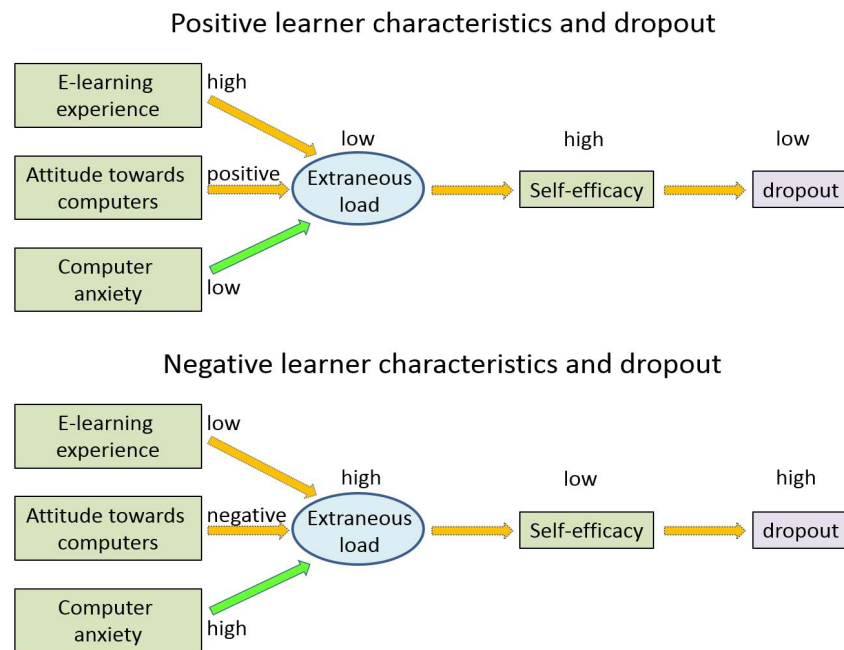 Positive learner characteristics and dropout
E-learning
experience
high
Attitude towards
computers
positive
Computer
anxiety
low
low
Extraneous
load
high
Self-efficacy
low
dropout
Negative learner characteristics and dropout
E-learning
experience
low
Attitude towards
computers
negative
Computer
anxiety
high
high
Extraneous
load
low
Self-efficacy
high
dropout